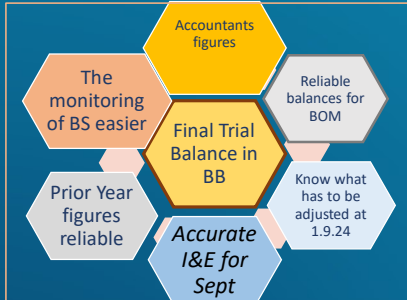 Accountants
figures
The
monitoring
of BS easier
Reliable
balances for
BOM
Final Trial
Balance in
BB
Prior Year
figures
reliable
Know what
has to be
adjusted at
1.9.24
Accurate
I&E for
Sept